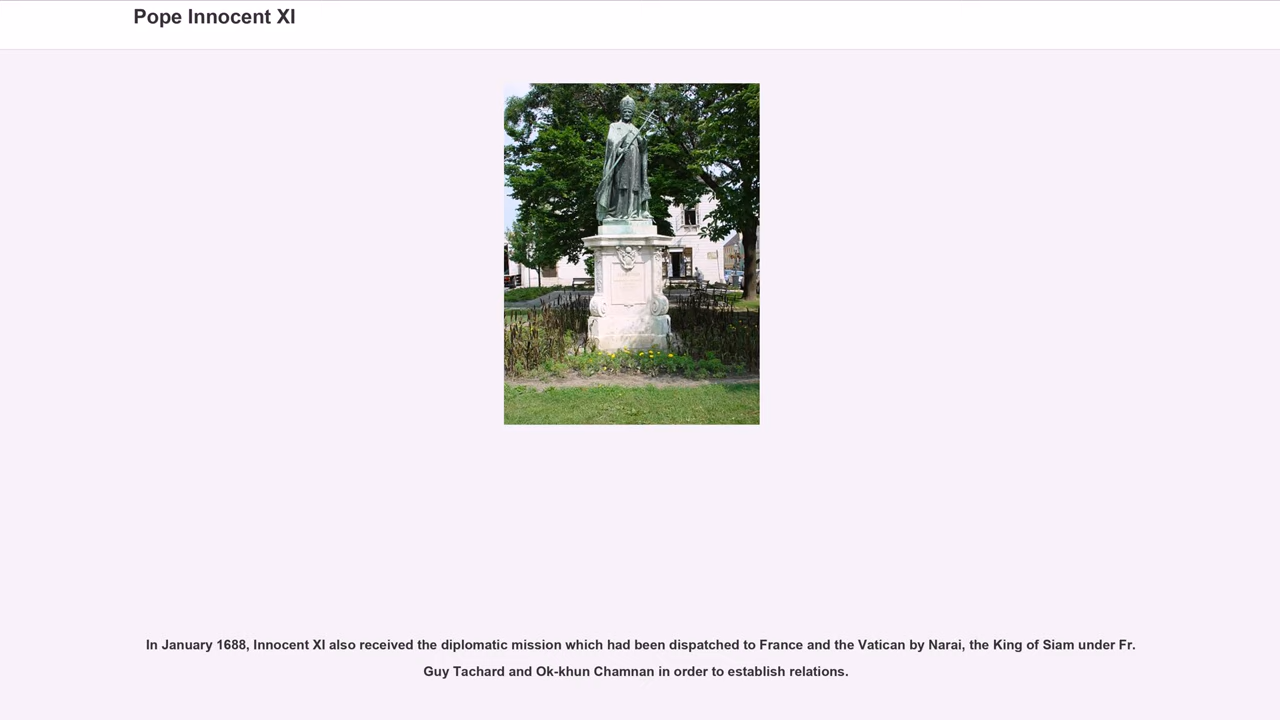 Pope Innocent XI
In January 1688, Innocent XI also received the diplomatic mission which had been dispatched to France and the Vatican by Narai, the King of Siam under Fr.
Guy Tachard and Ok-khun Chamnan in order to establish relations.